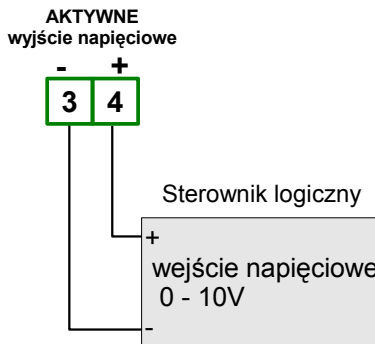 AKTYWNE
wyjście napięciowe
- +
3 4
Sterownik logiczny
+
wejście napięciowe
0 - 10V
-